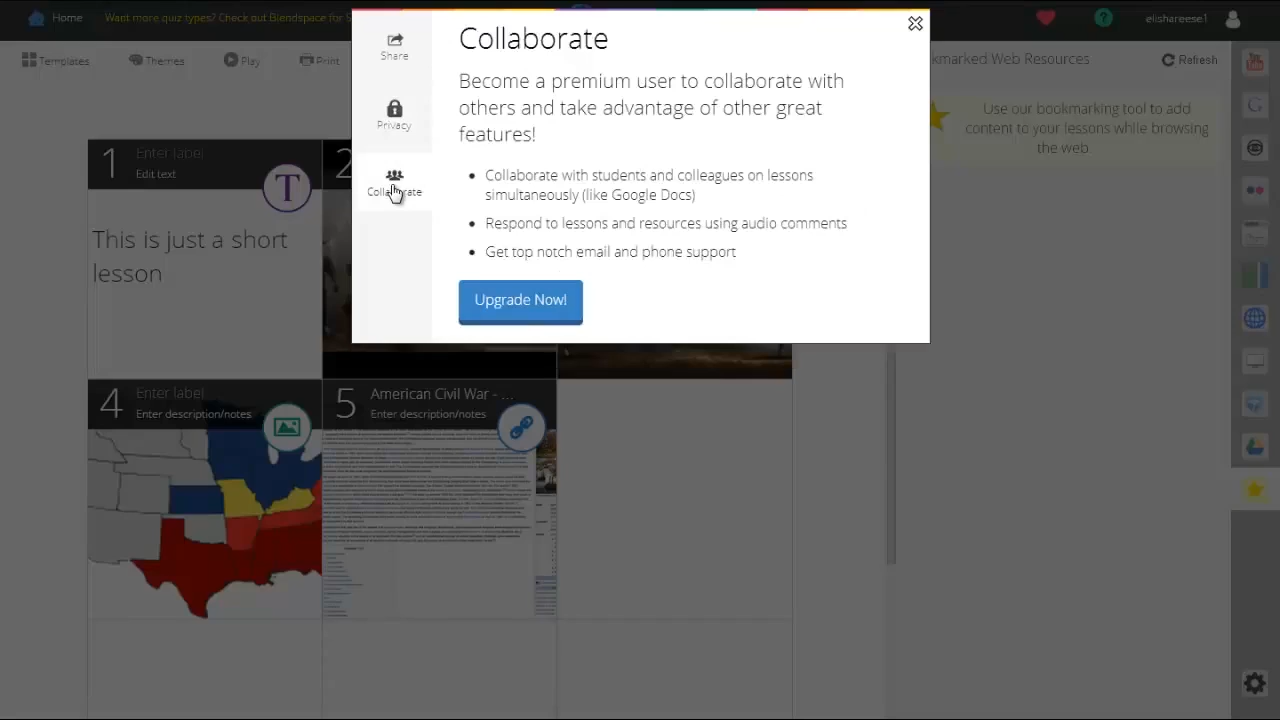 Home
Want more quiz types? Check out Blendspace for S
elishareese1
Templates
Themes
Play
Print
Share
Privacy
Collaborate
Collaborate
Become a premium user to collaborate with
others and take advantage of other great
features!
Collaborate with students and colleagues on lessons
simultaneously (like Google Docs)
Respond to lessons and resources using audio comments
Get top notch email and phone support
Upgrade Now!
kmarked Web Resources
Refresh
Use our bookmarking tool to add
content to your lessons while browsing
the web.
1
Enter label
Edit text
T
This is just a short
lesson
2
4
Enter label
Enter description/notes
5
American Civil War - ...
Enter description/notes